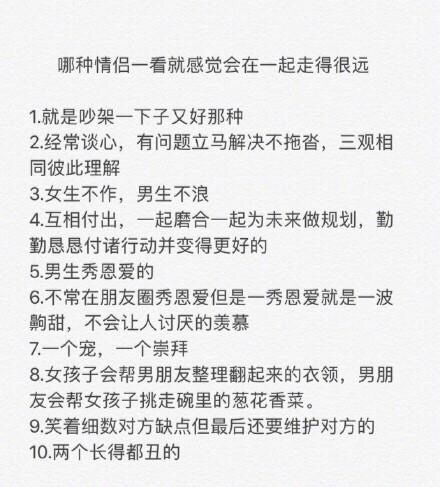 哪种情侣一看就感觉会在一起走得很远
1.就是吵架一下子又好那种
2.经常谈心，有问题立马解决不拖沓，三观相
同彼此理解
3.女生不作，男生不浪
4.互相付出，一起磨合一起为未来做规划，勤
勤恳恳付诸行动并变得更好的
5.男生秀恩爱的
6.不常在朋友圈秀恩爱但是一秀恩爱就是一波
齁甜，不会让人讨厌的羡慕
7.一个宠，一个崇拜
8.女孩子会帮男朋友整理翻起来的衣领，男朋
友会帮女孩子挑走碗里的葱花香菜。
9.笑着细数对方缺点但最后还要维护对方的
10.两个长得都丑的